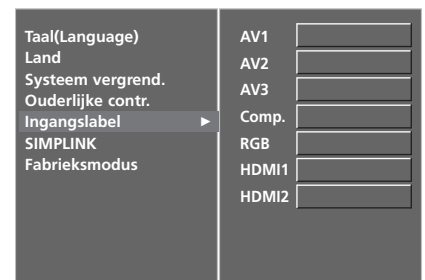 Taal(Language)
Land
Systeem vergrend.
Ouderlijke contr.
Ingangslabel ►
SIMPLINK
Fabrieksmodus
AV1
AV2
AV3
Comp.
RGB
HDMI1
HDMI2